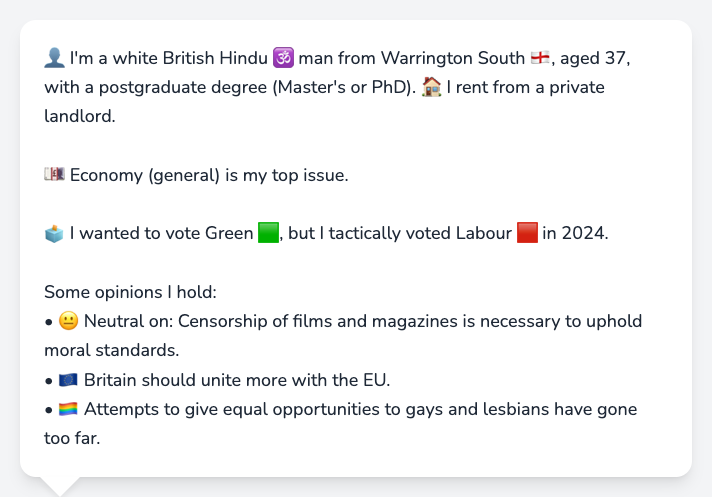 👤 I'm a white British Hindu 🕉️ man from Warrington South 🏴󠁧󠁢󠁥󠁮󠁧󠁿, aged 37,
with a postgraduate degree (Master's or PhD). 🏠 I rent from a private
landlord.
💷 Economy (general) is my top issue.
🗳️ I wanted to vote Green 🟩, but I tactically voted Labour 🟥 in 2024.
Some opinions I hold:
• 😐 Neutral on: Censorship of films and magazines is necessary to uphold
moral standards.
• 🇪🇺 Britain should unite more with the EU.
• 🏳️‍🌈 Attempts to give equal opportunities to gays and lesbians have gone
too far.